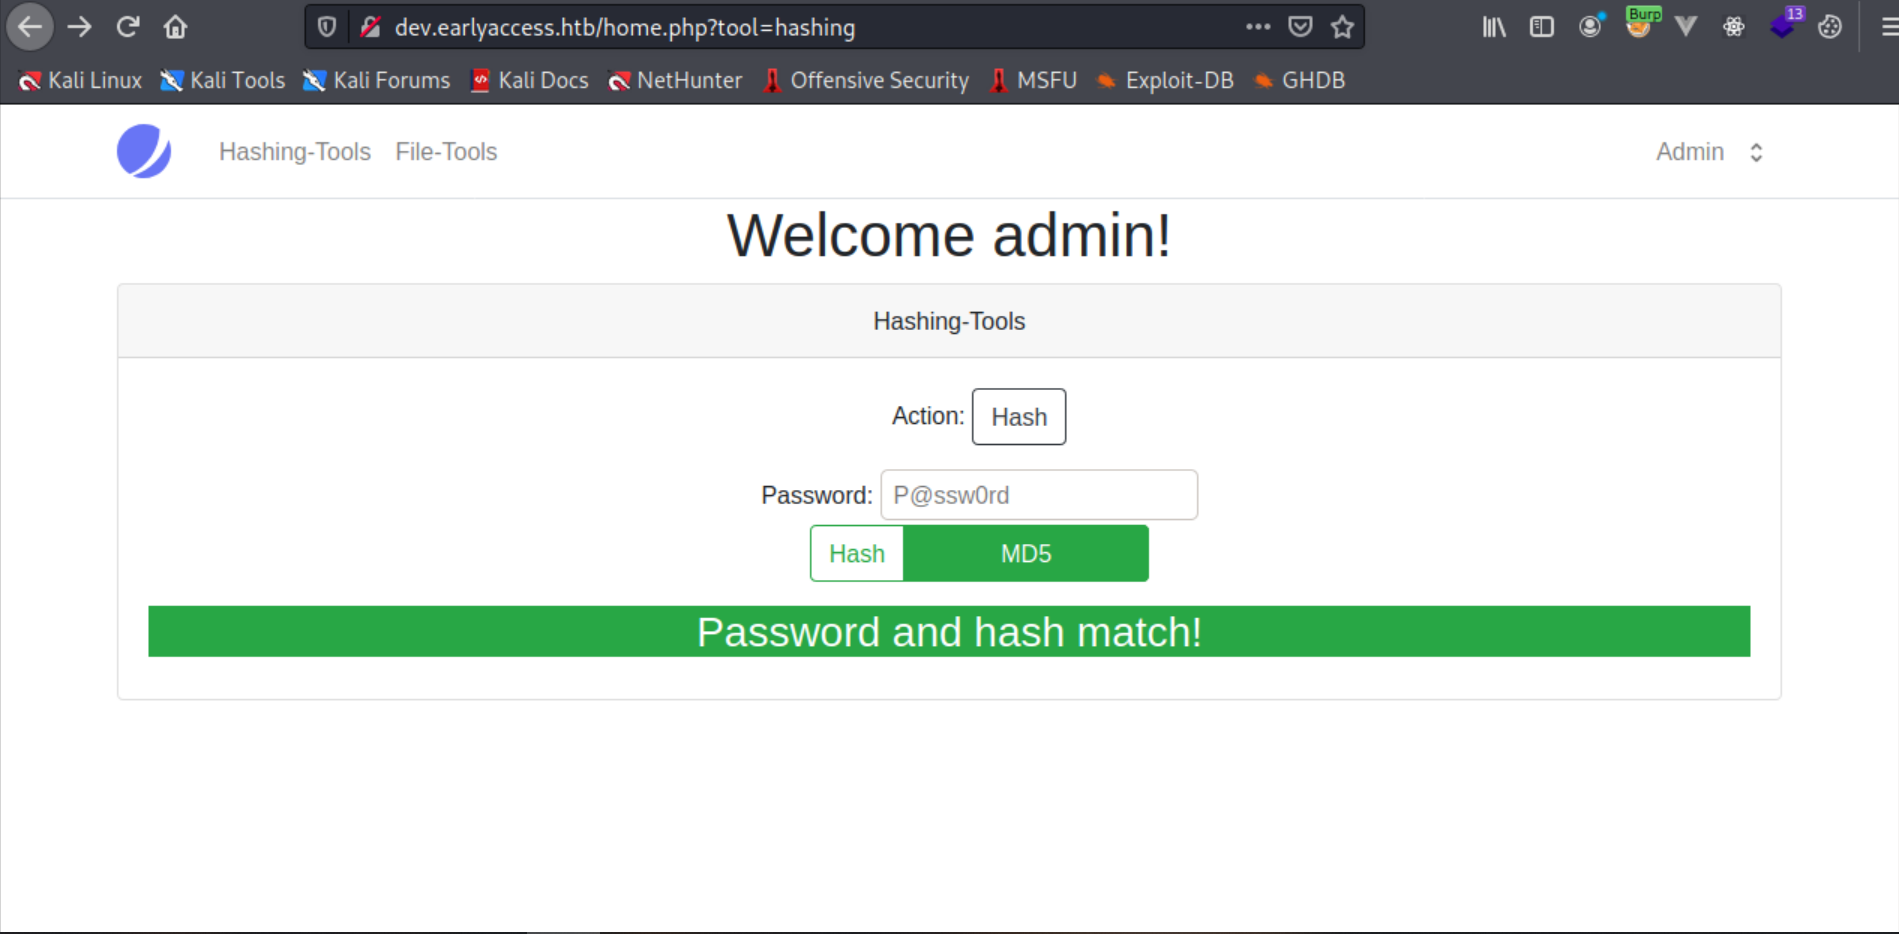 dev.earlyaccess.htb/home.php?tool=hashing
Burp
13
Kali Linux Kali Tools Kali Forums Kali Docs NetHunter Offensive Security MSFU Exploit-DB GHDB
Hashing-Tools File-Tools Admin
Welcome admin!
Hashing-Tools
Action: Hash
Password: P@ssw0rd
Hash MD5
Password and hash match!